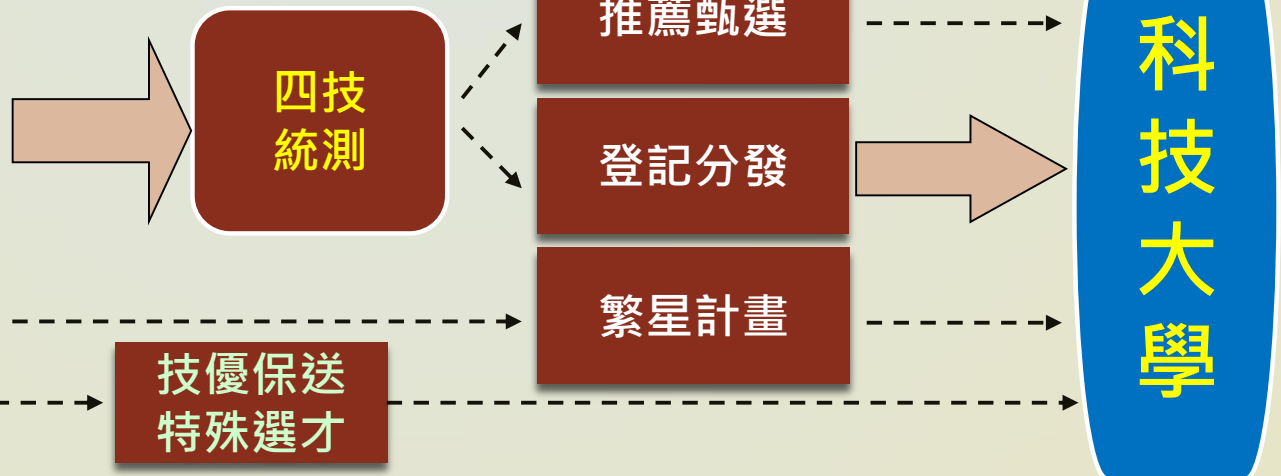 推薦甄選
四技
統測
登記分發
繁星計畫
技優保送
特殊選才
科
技
大
學